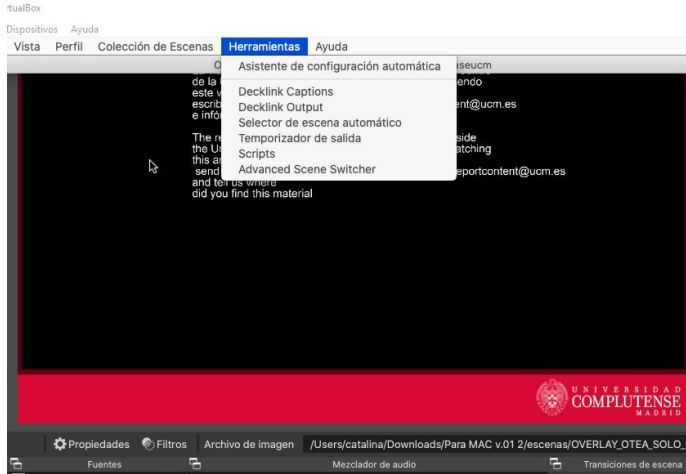 rtualBox
Dispositivos Ayuda
Vista Perfil Colección de Escenas Herramientas Ayuda
O
aseucm
Asistente de configuración automática
de la
endo
este v
Decklink Captions
escrib
Decklink Output
ent@ucm.es
e infór
Selector de escena automático
The re
Temporizador de salida
side
the Un
Scripts
atching
this ar
Advanced Scene Switcher
send
eportcontent@ucm.es
and tell us where
did you find this material
UNIVERSIDAD
COMPLUTENSE
MADRID
Propiedades Filtros Archivo de imagen /Users/catalina/Downloads/Para MAC v.01 2/escenas/OVERLAY_OTEA_SOLO_
Fuentes Mezclador de audio Transiciones de escena